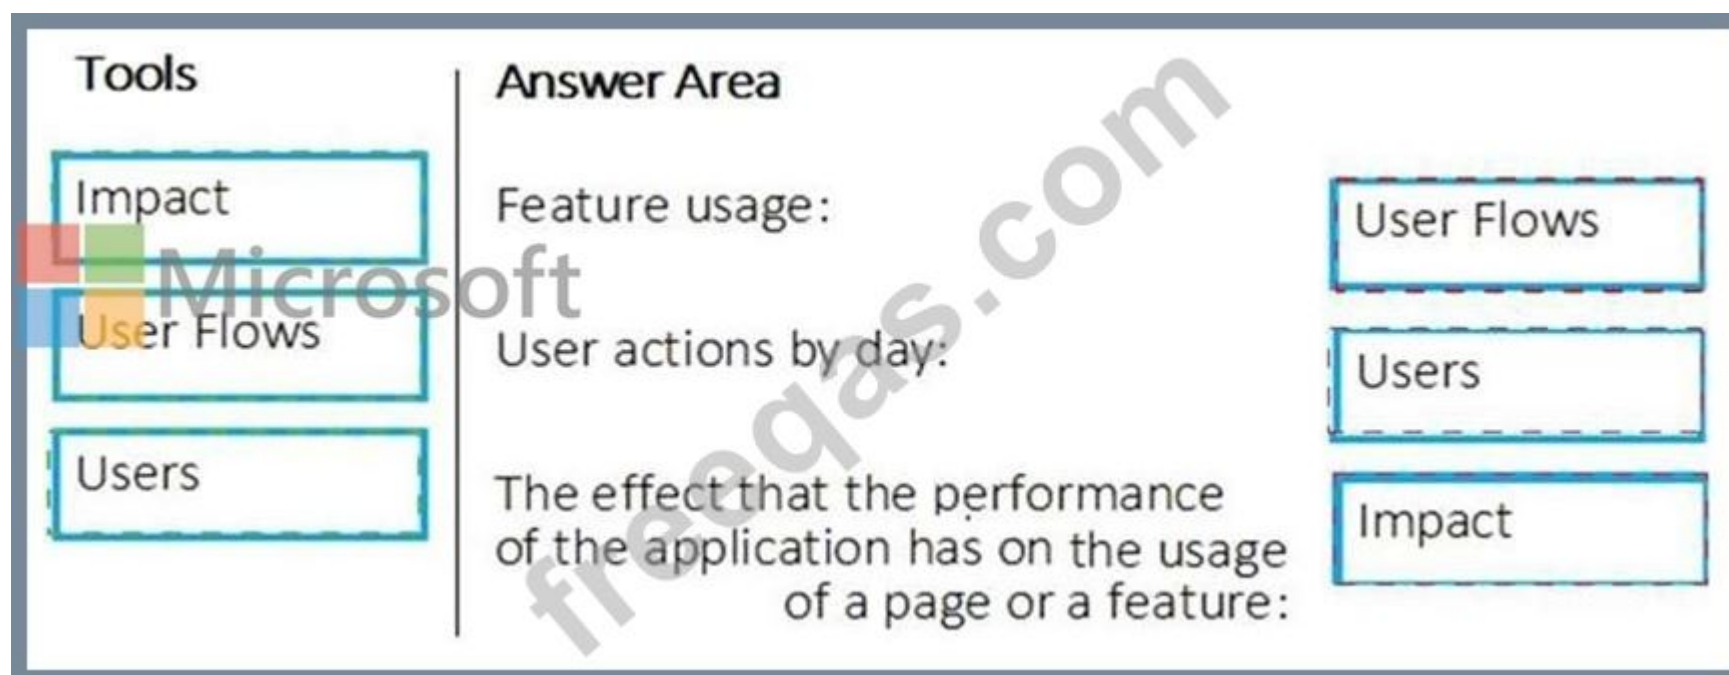 Tools
Answer Area
Impact
User Flows
Users
Feature usage:
User Flows
User actions by day:
Users
The effect that the performance
of the application has on the usage
of a page or a feature:
Impact
Microsoft
freeqas.com